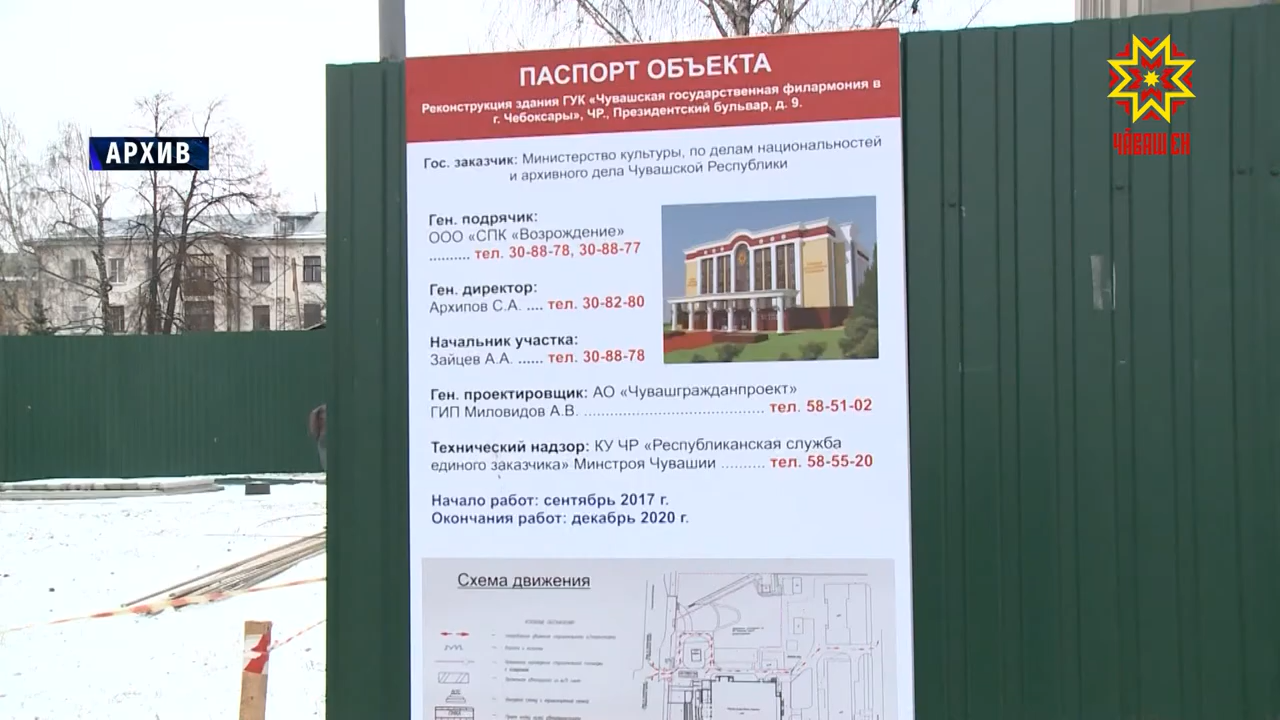 АРХИВ
ЧӐВАШ ЕН
ПАСПОРТ ОБЪЕКТА
Реконструкция здания ГУК «Чувашская государственная филармония в
г. Чебоксары», ЧР., Президентский бульвар, д. 9.
Гос. заказчик: Министерство культуры, по делам национальностей
и архивного дела Чувашской Республики
Ген. подрячик:
ООО «СПК «Возрождение»
.......... тел. 30-88-78, 30-88-77
Ген. директор:
Архипов С.А. .... тел. 30-82-80
Начальник участка:
Зайцев А.А. ...... тел. 30-88-78
Ген. проектировщик: АО «Чувашгражданпроект»
ГИП Миловидов А.В. .......................................... тел. 58-51-02
Технический надзор: КУ ЧР «Республиканская служба
единого заказчика» Минстроя Чувашии .......... тел. 58-55-20
Начало работ: сентябрь 2017 г.
Окончания работ: декабрь 2020 г.
Схема движения